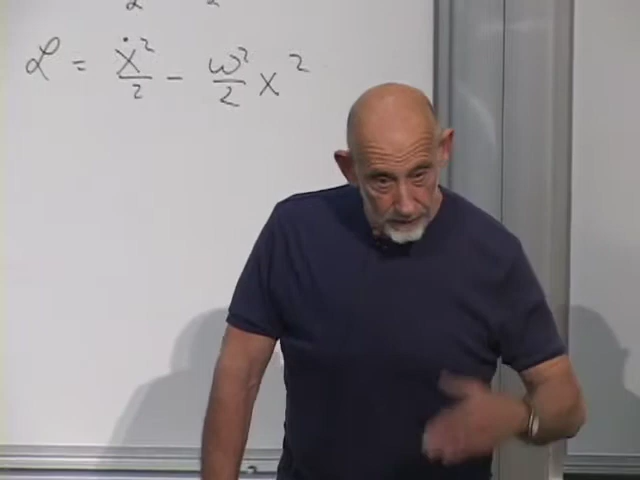 ℒ = ẋ²/2 - ω²/2 x²